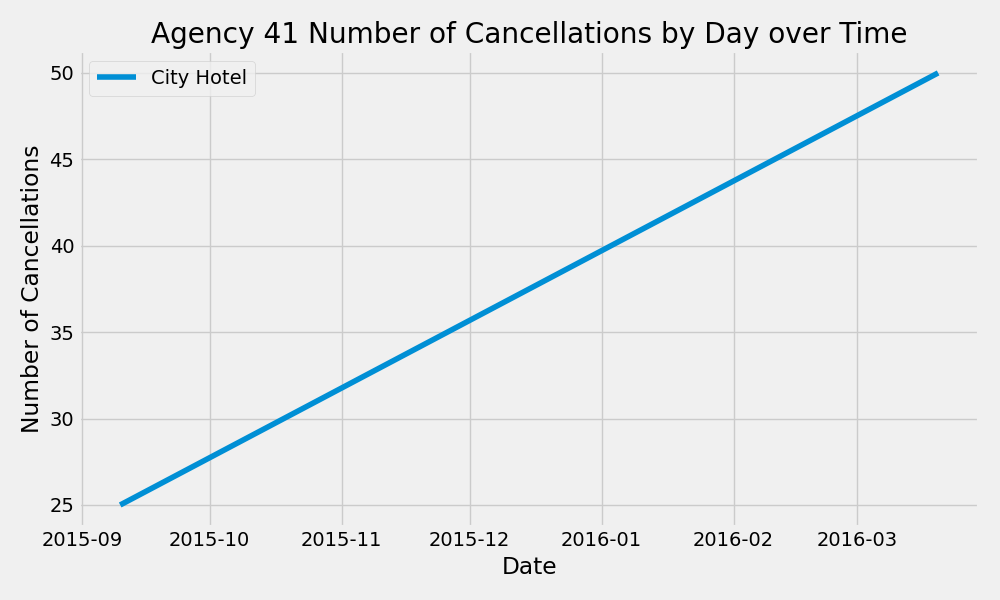 Agency 41 Number of Cancellations by Day over Time
City Hotel
Number of Cancellations
50
45
40
35
30
25
2015-09 2015-10 2015-11 2015-12 2016-01 2016-02 2016-03
Date